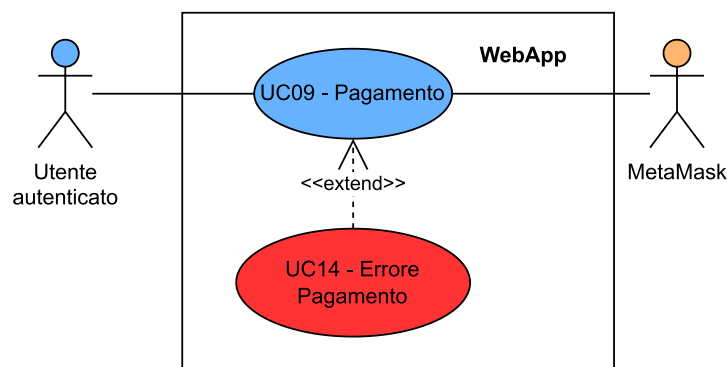 WebApp
UC09 - Pagamento
Utente
autenticato
MetaMask
<<extend>>
UC14 - Errore
Pagamento